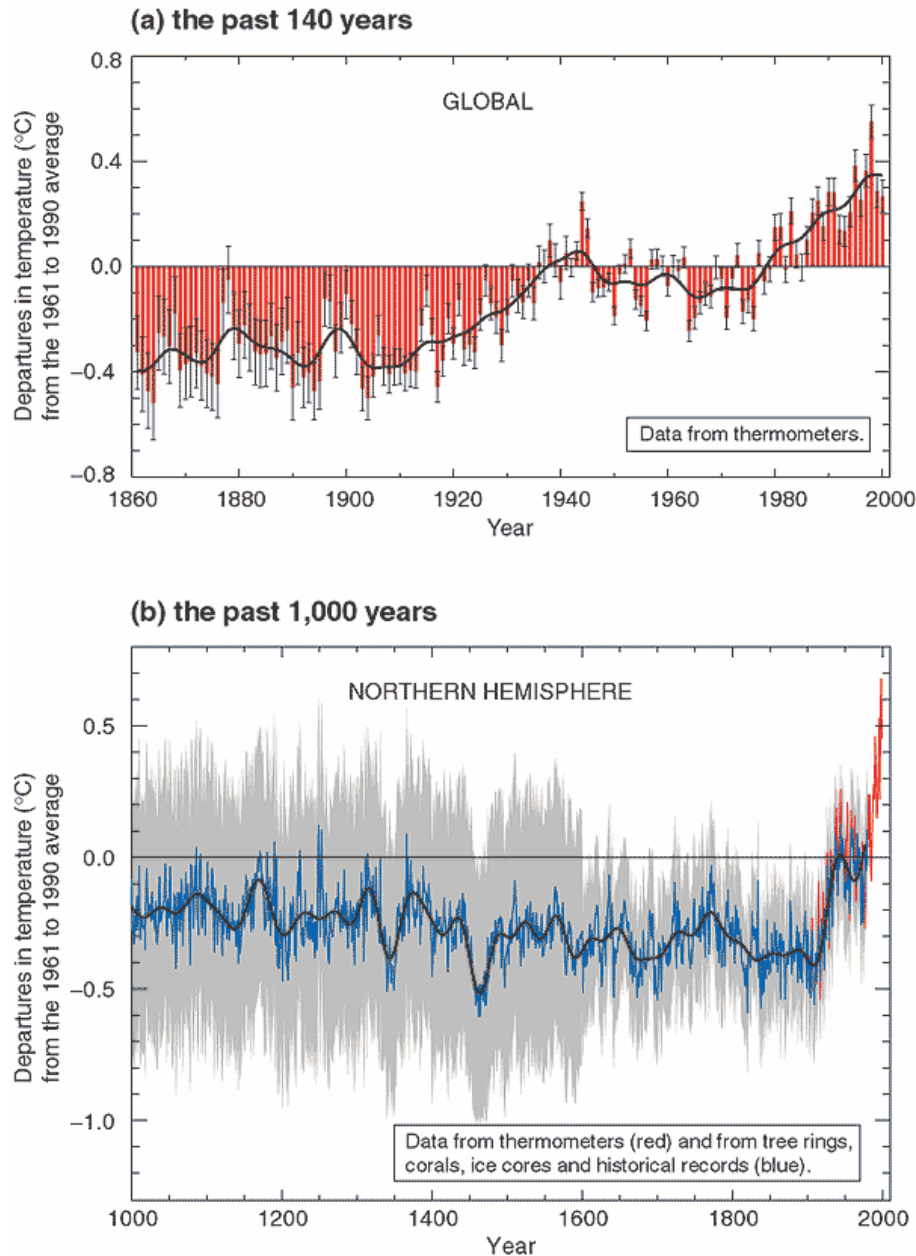 (a) the past 140 years
GLOBAL
Departures in temperature (°C)
from the 1961 to 1990 average
0.8
0.4
0.0
−0.4
−0.8
Data from thermometers.
1860 1880 1900 1920 1940 1960 1980 2000
Year
(b) the past 1,000 years
NORTHERN HEMISPHERE
Departures in temperature (°C)
from the 1961 to 1990 average
0.5
0.0
−0.5
−1.0
Data from thermometers (red) and from tree rings,
corals, ice cores and historical records (blue).
1000 1200 1400 1600 1800 2000
Year